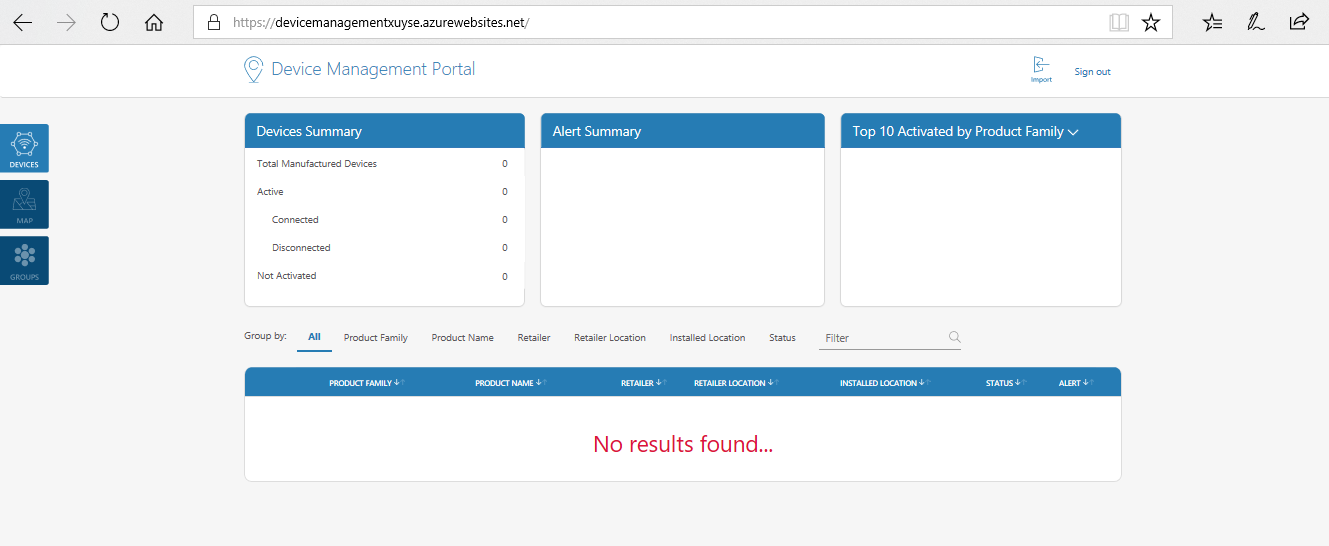 https://devicemanagementxuyse.azurewebsites.net/
Device Management Portal
Import
Sign out
DEVICES
MAP
GROUPS
Devices Summary
Total Manufactured Devices 0
Active 0
Connected 0
Disconnected 0
Not Activated 0
Alert Summary
Top 10 Activated by Product Family
Group by: All Product Family Product Name Retailer Retailer Location Installed Location Status Filter
PRODUCT FAMILY PRODUCT NAME RETAILER RETAILER LOCATION INSTALLED LOCATION STATUS ALERT
No results found...